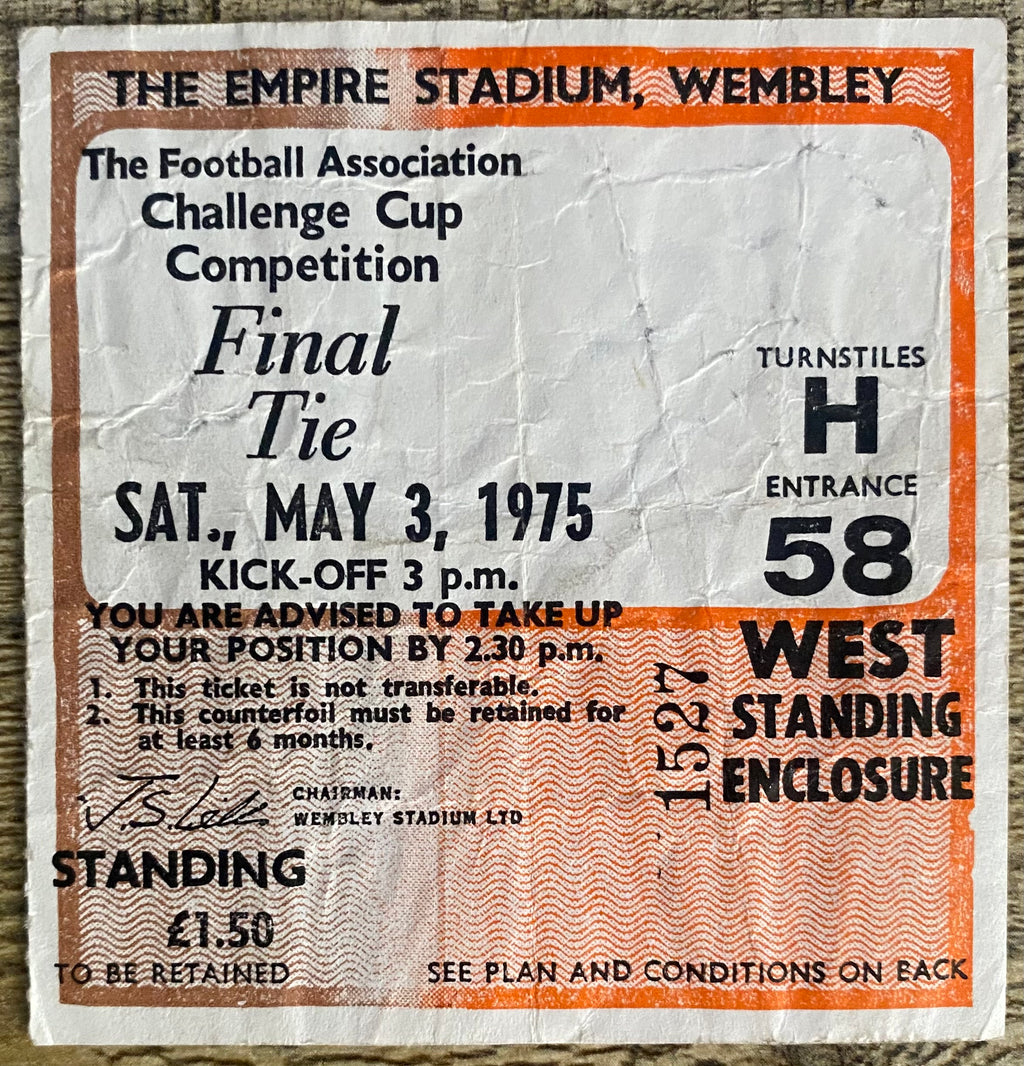 THE EMPIRE STADIUM, WEMBLEY
The Football Association
Challenge Cup
Competition
Final
Tie
SAT., MAY 3, 1975
KICK-OFF 3 p.m.
YOU ARE ADVISED TO TAKE UP
YOUR POSITION BY 2.30 p.m.
1. This ticket is not transferable.
2. This counterfoil must be retained for
at least 6 months.
CHAIRMAN:
WEMBLEY STADIUM LTD
STANDING
£1.50
TO BE RETAINED
TURNSTILES
H
ENTRANCE
58
WEST
STANDING
ENCLOSURE
1527
SEE PLAN AND CONDITIONS ON BACK